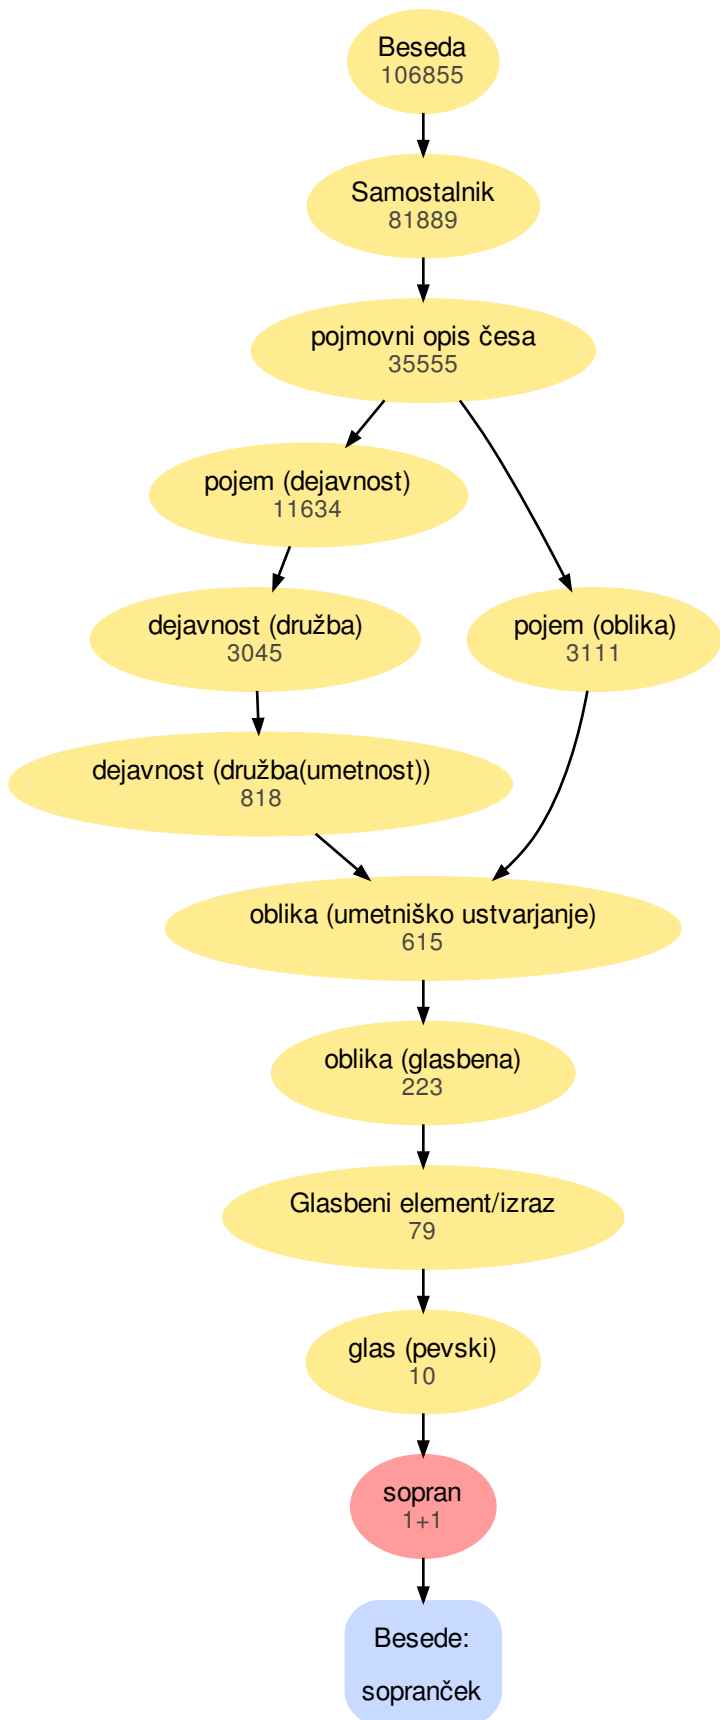 Beseda
106855
Samostalnik
81889
pojmovni opis česa
35555
pojem (dejavnost)
11634
dejavnost (družba)
3045
pojem (oblika)
3111
dejavnost (družba(umetnost))
818
oblika (umetniško ustvarjanje)
615
oblika (glasbena)
223
Glasbeni element/izraz
79
glas (pevski)
10
sopran
1+1
Besede:
sopranček